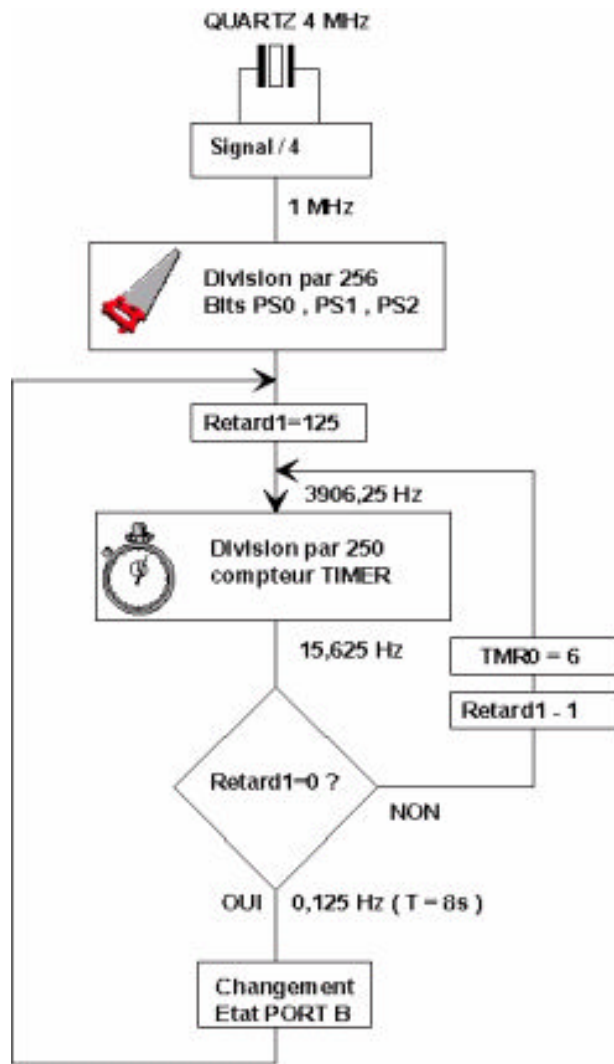 QUARTZ 4 MHz
Signal / 4
1 MHz
Division par 256
Bits PS0 , PS1 , PS2
Retard1=125
3906,25 Hz
Division par 250
compteur TIMER
15,625 Hz
TMR0 = 6
Retard1 - 1
Retard1=0 ?
NON
OUI
0,125 Hz ( T = 8s )
Changement
Etat PORT B